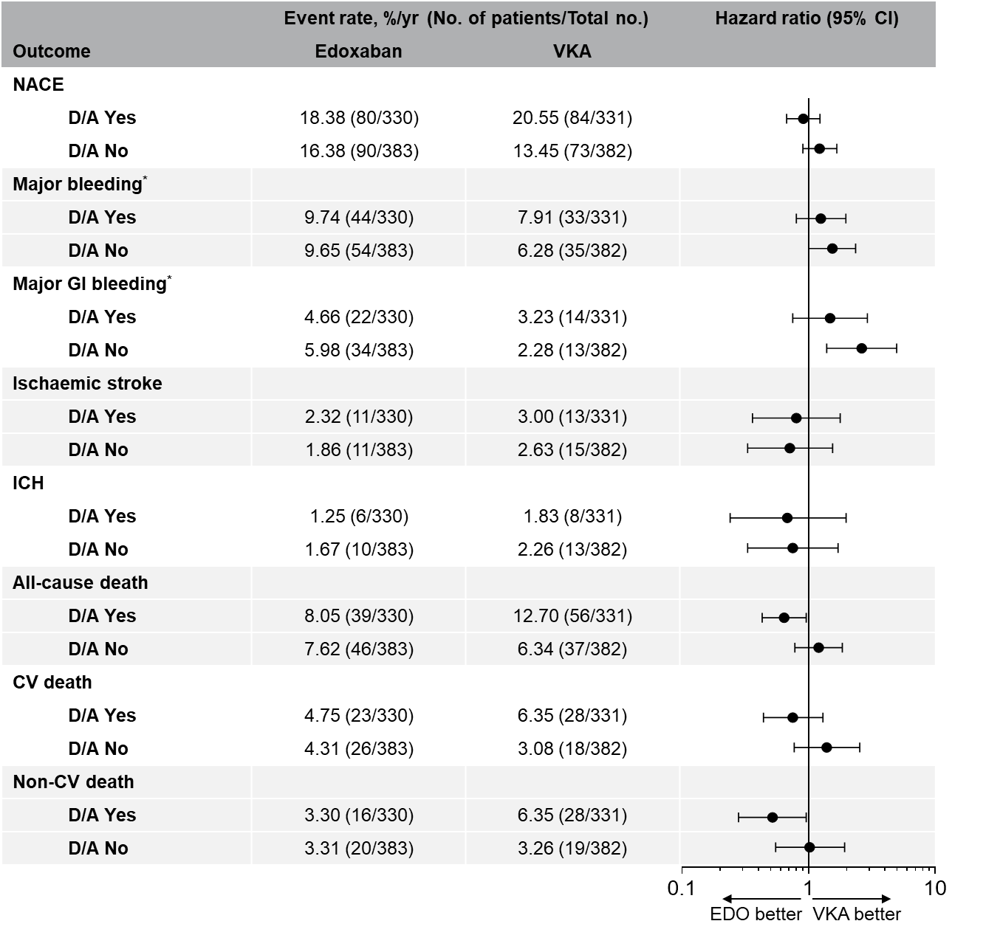 Event rate, %/yr (No. of patients/Total no.) Hazard ratio (95% CI)
Outcome Edoxaban VKA
NACE
D/A Yes 18.38 (80/330) 20.55 (84/331)
D/A No 16.38 (90/383) 13.45 (73/382)
Major bleeding*
D/A Yes 9.74 (44/330) 7.91 (33/331)
D/A No 9.65 (54/383) 6.28 (35/382)
Major GI bleeding*
D/A Yes 4.66 (22/330) 3.23 (14/331)
D/A No 5.98 (34/383) 2.28 (13/382)
Ischaemic stroke
D/A Yes 2.32 (11/330) 3.00 (13/331)
D/A No 1.86 (11/383) 2.63 (15/382)
ICH
D/A Yes 1.25 (6/330) 1.83 (8/331)
D/A No 1.67 (10/383) 2.26 (13/382)
All-cause death
D/A Yes 8.05 (39/330) 12.70 (56/331)
D/A No 7.62 (46/383) 6.34 (37/382)
CV death
D/A Yes 4.75 (23/330) 6.35 (28/331)
D/A No 4.31 (26/383) 3.08 (18/382)
Non-CV death
D/A Yes 3.30 (16/330) 6.35 (28/331)
D/A No 3.31 (20/383) 3.26 (19/382)
0.1 1 10
EDO better VKA better